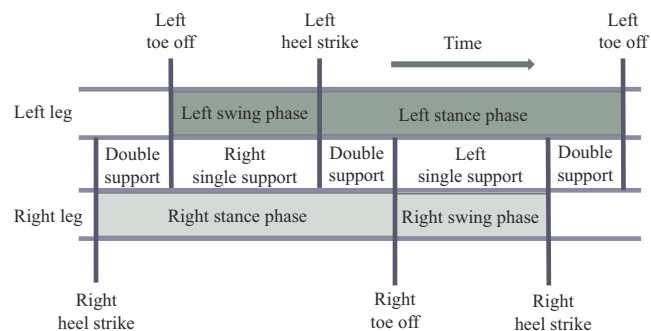 Left
toe off
Left
heel strike
Time
Left
toe off
Left leg
Left swing phase
Left stance phase
Double
support
Right
single support
Double
support
Left
single support
Double
support
Right leg
Right stance phase
Right swing phase
Right
heel strike
Right
toe off
Right
heel strike